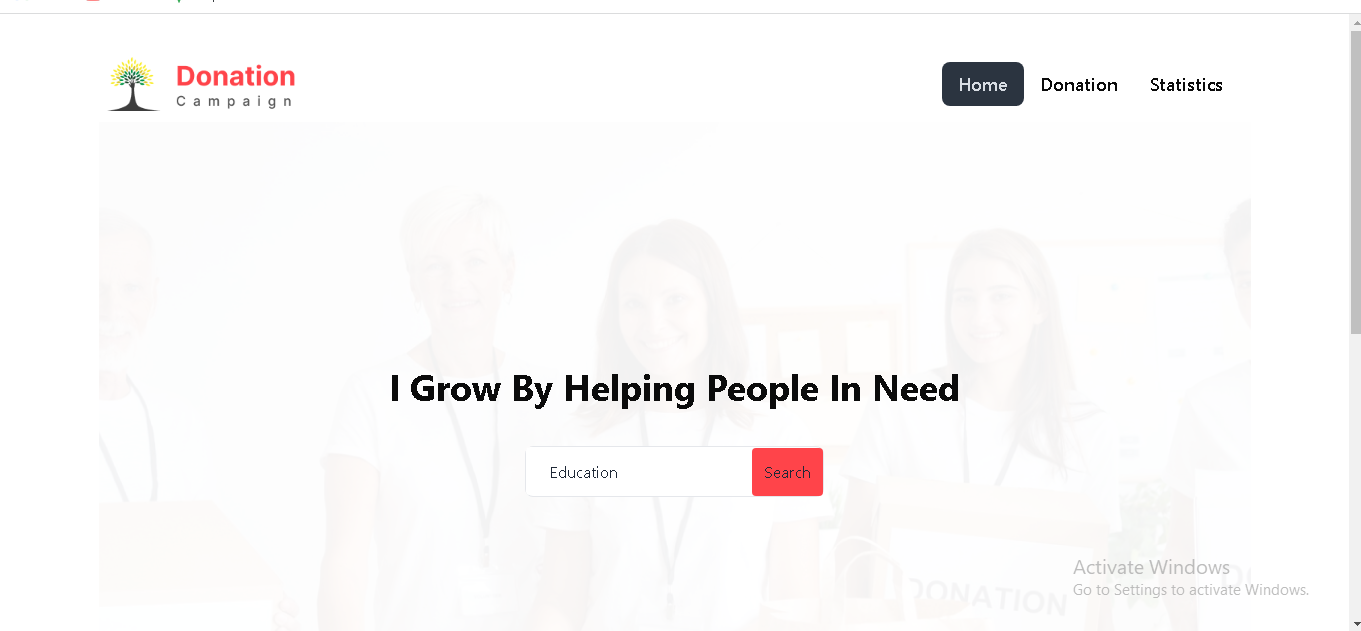 Donation
Campaign
Home
Donation
Statistics
I Grow By Helping People In Need
Education
Search
DONATION
Activate Windows
Go to Settings to activate Windows.